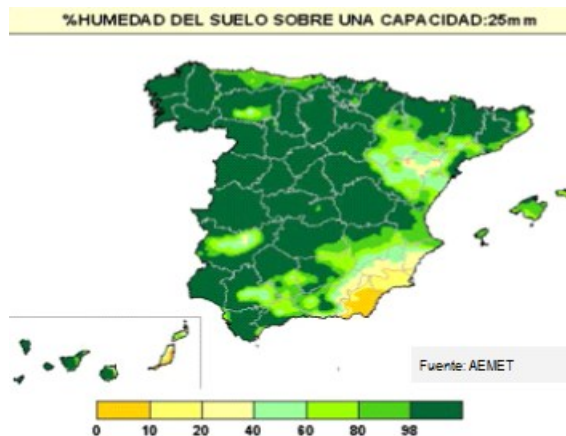 %HUMEDAD DEL SUELO SOBRE UNA CAPACIDAD:25mm
Fuente: AEMET
0 10 20 40 60 80 98